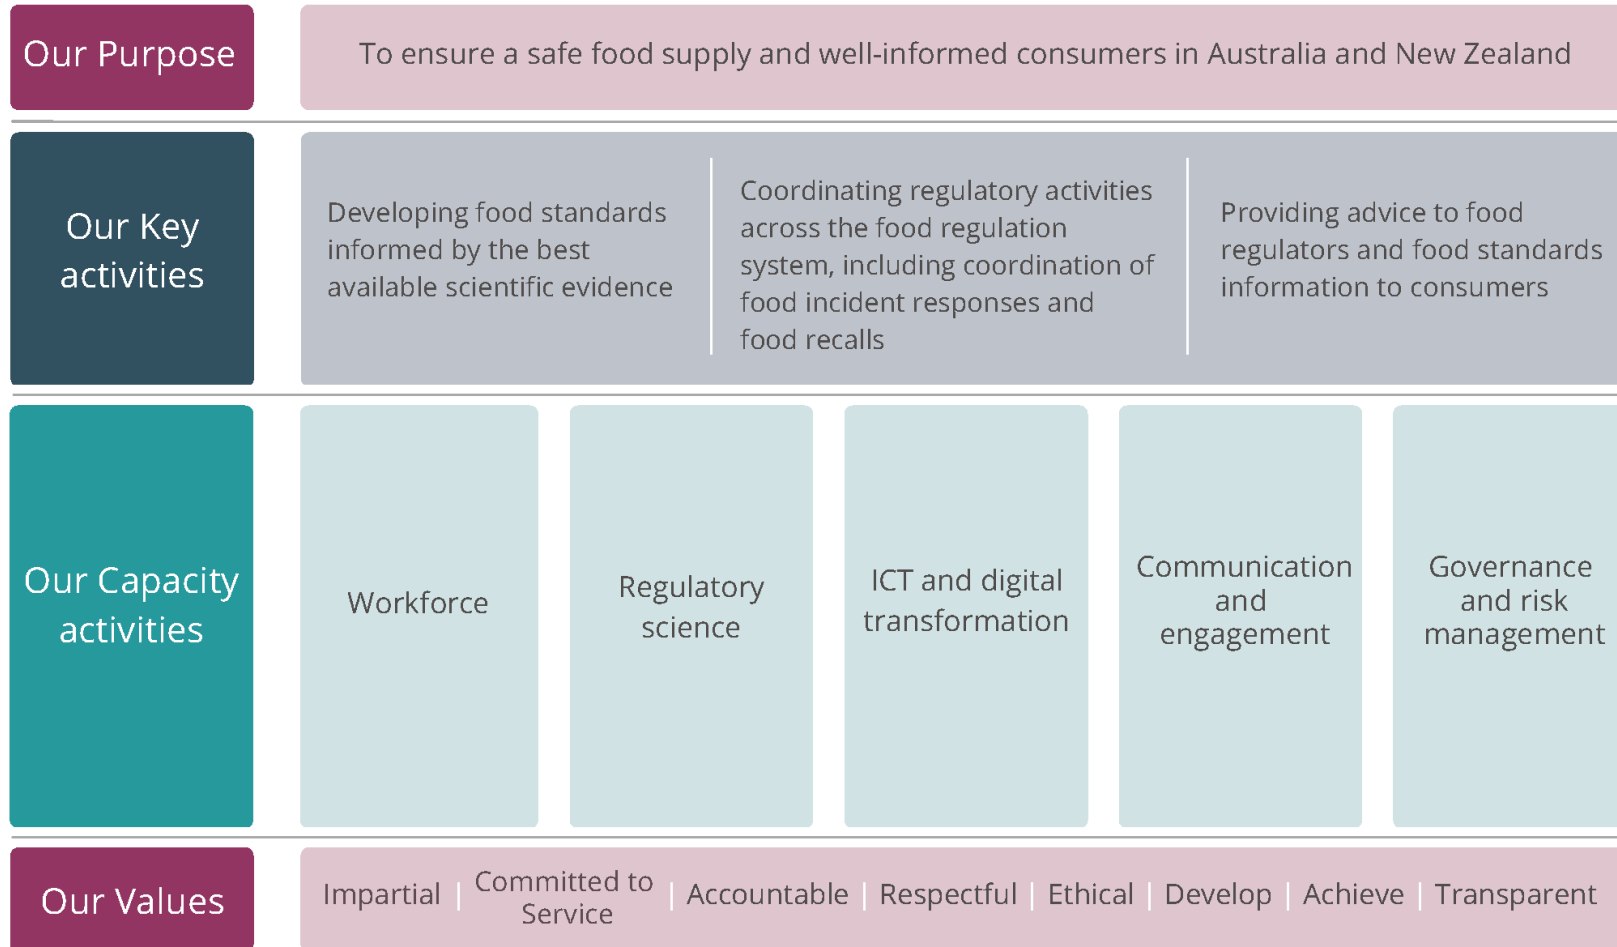 Our Purpose
To ensure a safe food supply and well-informed consumers in Australia and New Zealand
Our Key
activities
Developing food standards
informed by the best
available scientific evidence
Coordinating regulatory activities
across the food regulation
system, including coordination of
food incident responses and
food recalls
Providing advice to food
regulators and food standards
information to consumers
Our Capacity
activities
Workforce
Regulatory
science
ICT and digital
transformation
Communication
and
engagement
Governance
and risk
management
Our Values
Impartial
Committed to
Service
Accountable
Respectful
Ethical
Develop
Achieve
Transparent